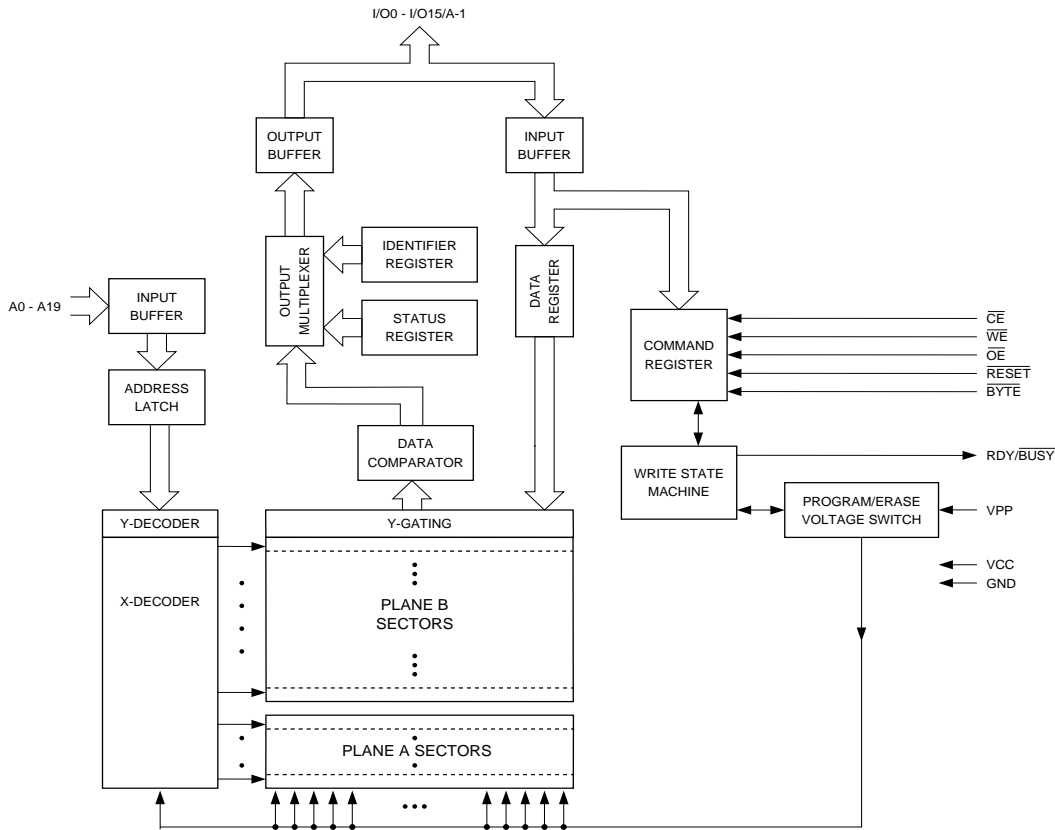 I/O0 - I/O15/A-1
OUTPUT
BUFFER
INPUT
BUFFER
IDENTIFIER
REGISTER
STATUS
REGISTER
OUTPUT
MULTIPLEXER
DATA
REGISTER
A0 - A19
INPUT
BUFFER
ADDRESS
LATCH
COMMAND
REGISTER
CE
WE
OE
RESET
BYTE
DATA
COMPARATOR
WRITE STATE
MACHINE
RDY/BUSY
PROGRAM/ERASE
VOLTAGE SWITCH
VPP
VCC
GND
Y-DECODER
Y-GATING
X-DECODER
PLANE B
SECTORS
PLANE A SECTORS